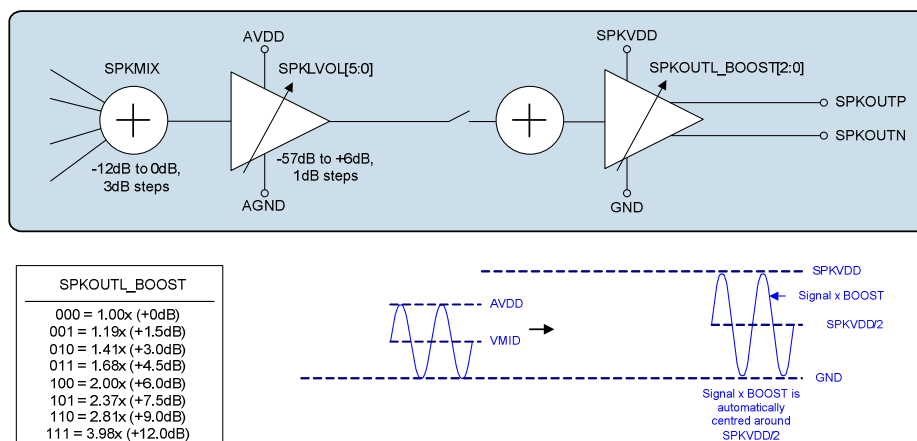 AVDD
SPKVDD
SPKMIX
SPKLVOL[5:0]
SPKOUTL_BOOST[2:0]
SPKOUTP
SPKOUTN
-12dB to 0dB,
3dB steps
-57dB to +6dB,
1dB steps
AGND
GND
SPKOUTL_BOOST
000 = 1.00x (+0dB)
001 = 1.19x (+1.5dB)
010 = 1.41x (+3.0dB)
011 = 1.68x (+4.5dB)
100 = 2.00x (+6.0dB)
101 = 2.37x (+7.5dB)
110 = 2.81x (+9.0dB)
111 = 3.98x (+12.0dB)
SPKVDD
AVDD
Signal x BOOST
VMID
SPKVDD/2
GND
Signal x BOOST is
automatically
centred around
SPKVDD/2